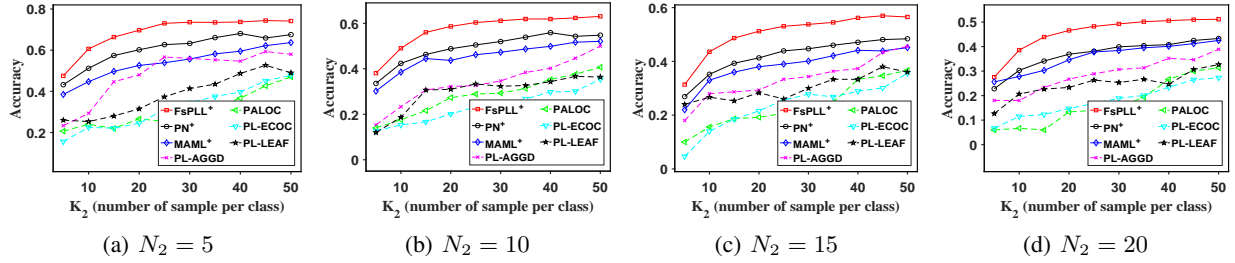 Accuracy
0.8
0.6
0.4
0.2
10 20 30 40 50
K2 (number of sample per class)
FsPLL
PN+
MAML+
PL-AGGD
PALOC
PL-ECOC
PL-LEAF
(a) N2 = 5
Accuracy
0.6
0.4
0.2
0
10 20 30 40 50
K2 (number of sample per class)
FsPLL
PN+
MAML+
PL-AGGD
PALOC
PL-ECOC
PL-LEAF
(b) N2 = 10
Accuracy
0.6
0.4
0.2
0
10 20 30 40 50
K2 (number of sample per class)
FsPLL
PN+
MAML+
PL-AGGD
PALOC
PL-ECOC
PL-LEAF
(c) N2 = 15
Accuracy
0.5
0.4
0.3
0.2
0.1
0
10 20 30 40 50
K2 (number of sample per class)
FsPLL
PN+
MAML+
PL-AGGD
PALOC
PL-ECOC
PL-LEAF
(d) N2 = 20